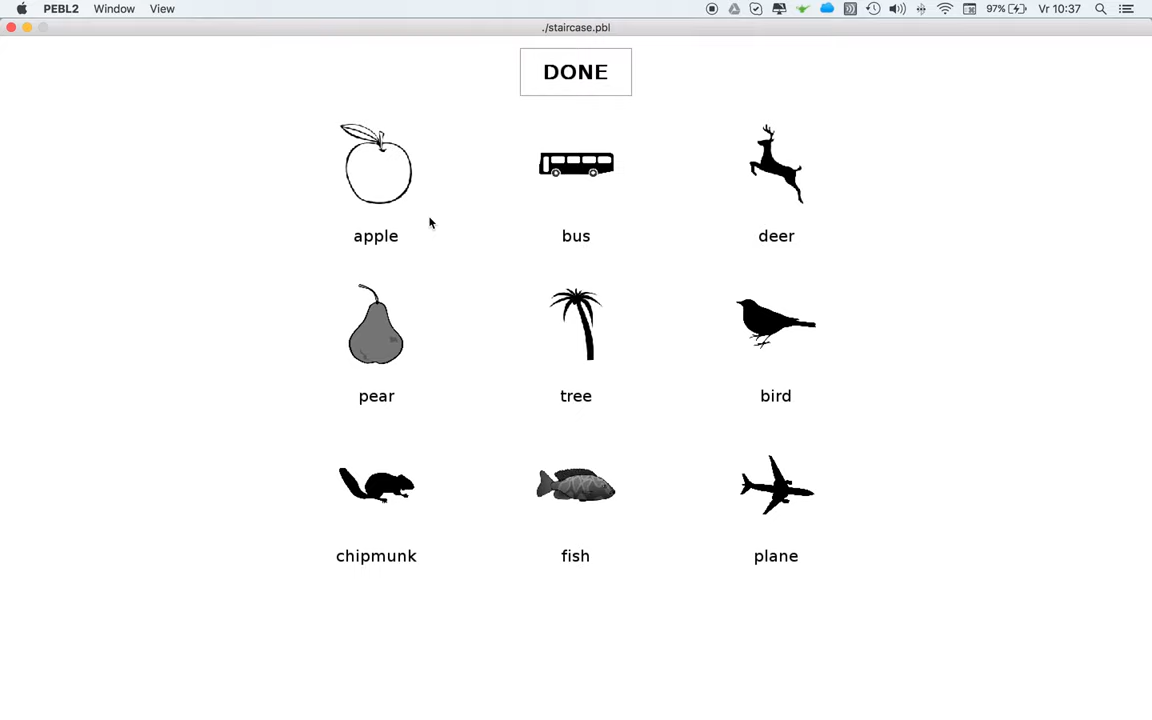 PEBL2 Window View 97% Vr 10:37
./staircase.pbl
DONE
apple bus deer
pear tree bird
chipmunk fish plane